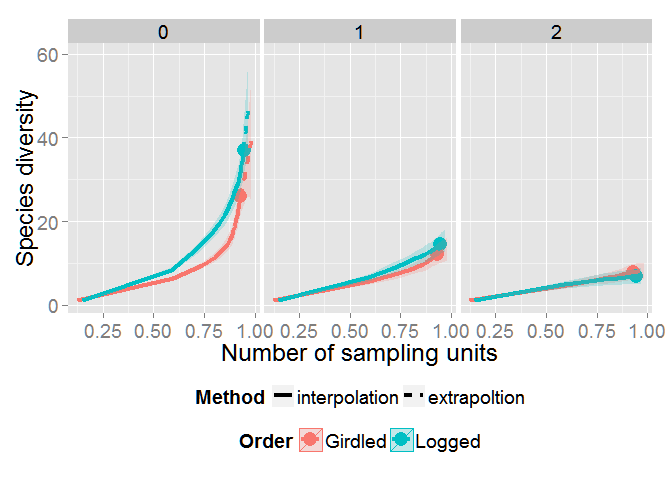 0 1 2
60
40
20
0
Species diversity
0.25 0.50 0.75 1.00 0.25 0.50 0.75 1.00 0.25 0.50 0.75 1.00
Number of sampling units
Method interpolation extrapoltion
Order Girdled Logged